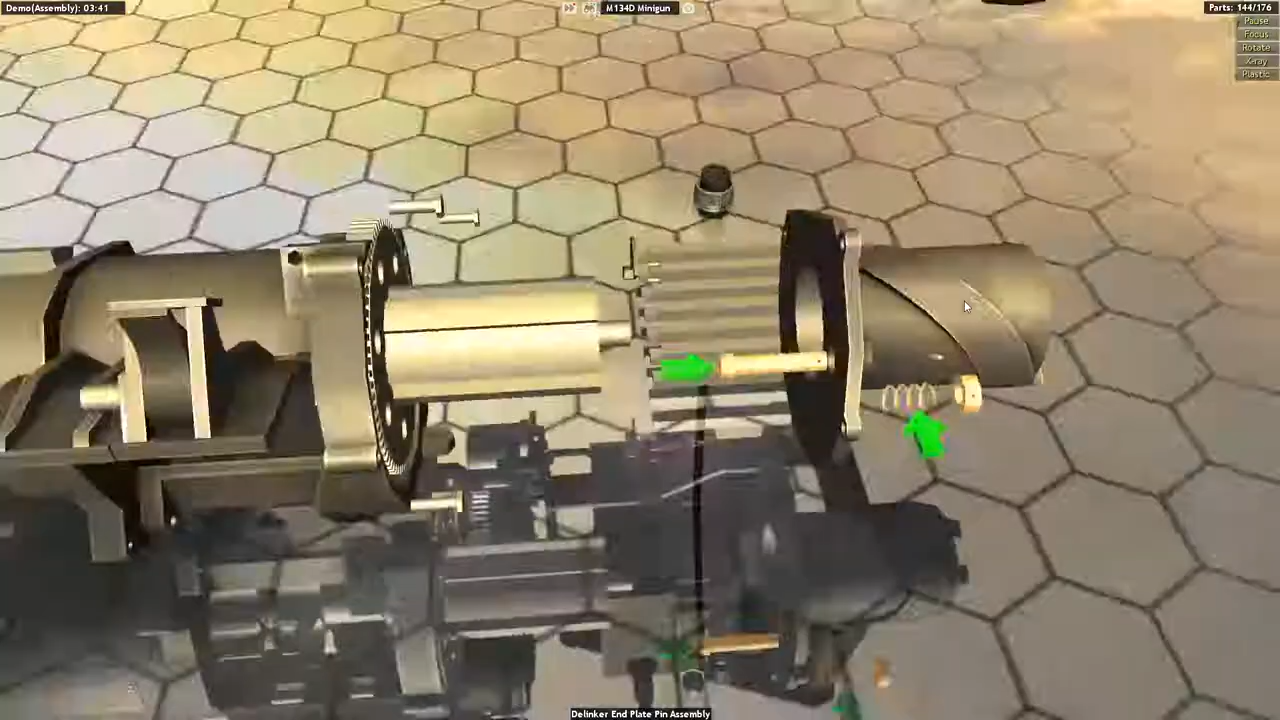 Demo(Assembly): 03:41
M134D Minigun
Parts: 144/176
Pause
Focus
Rotate
X-ray
Plastic
Delinker End Plate Pin Assembly